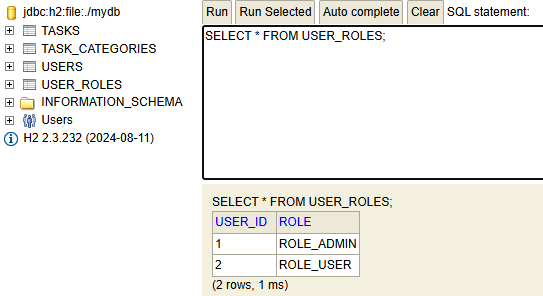 jdbc:h2:file:./mydb
TASKS
TASK_CATEGORIES
USERS
USER_ROLES
INFORMATION_SCHEMA
Users
H2 2.3.232 (2024-08-11)
Run Run Selected Auto complete Clear SQL statement:
SELECT * FROM USER_ROLES;
SELECT * FROM USER_ROLES;
USER_ID ROLE
1 ROLE_ADMIN
2 ROLE_USER
(2 rows, 1 ms)